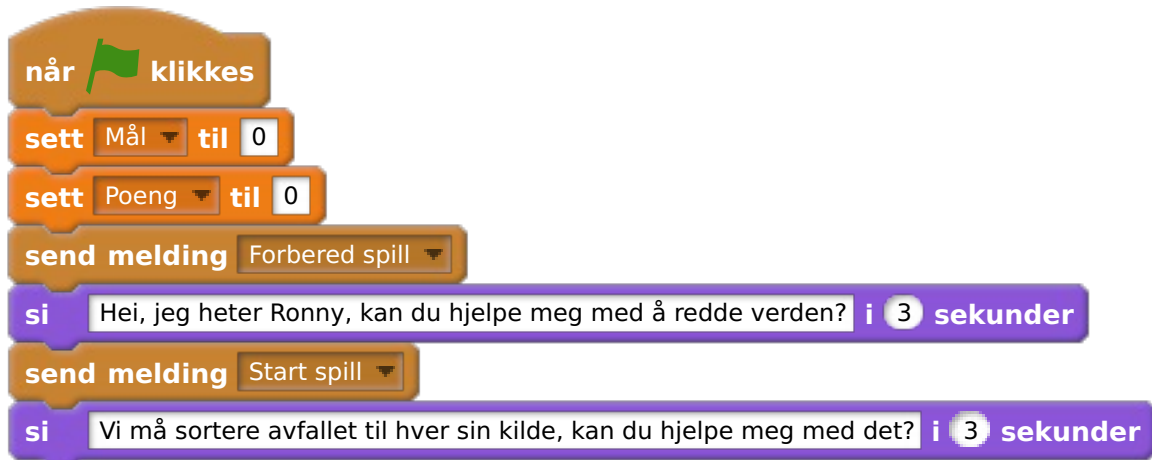 når klikkes
sett Mål til 0
sett Poeng til 0
send melding Forbered spill
si Hei, jeg heter Ronny, kan du hjelpe meg med å redde verden? i 3 sekunder
send melding Start spill
si Vi må sortere avfallet til hver sin kilde, kan du hjelpe meg med det? i 3 sekunder